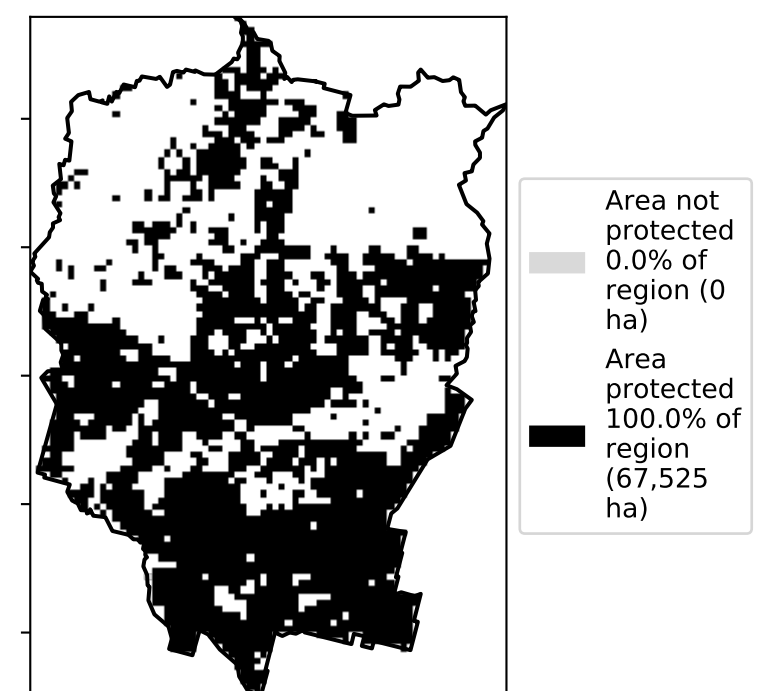 Area not
protected
0.0% of
region (0
ha)
Area
protected
100.0% of
region
(67,525
ha)